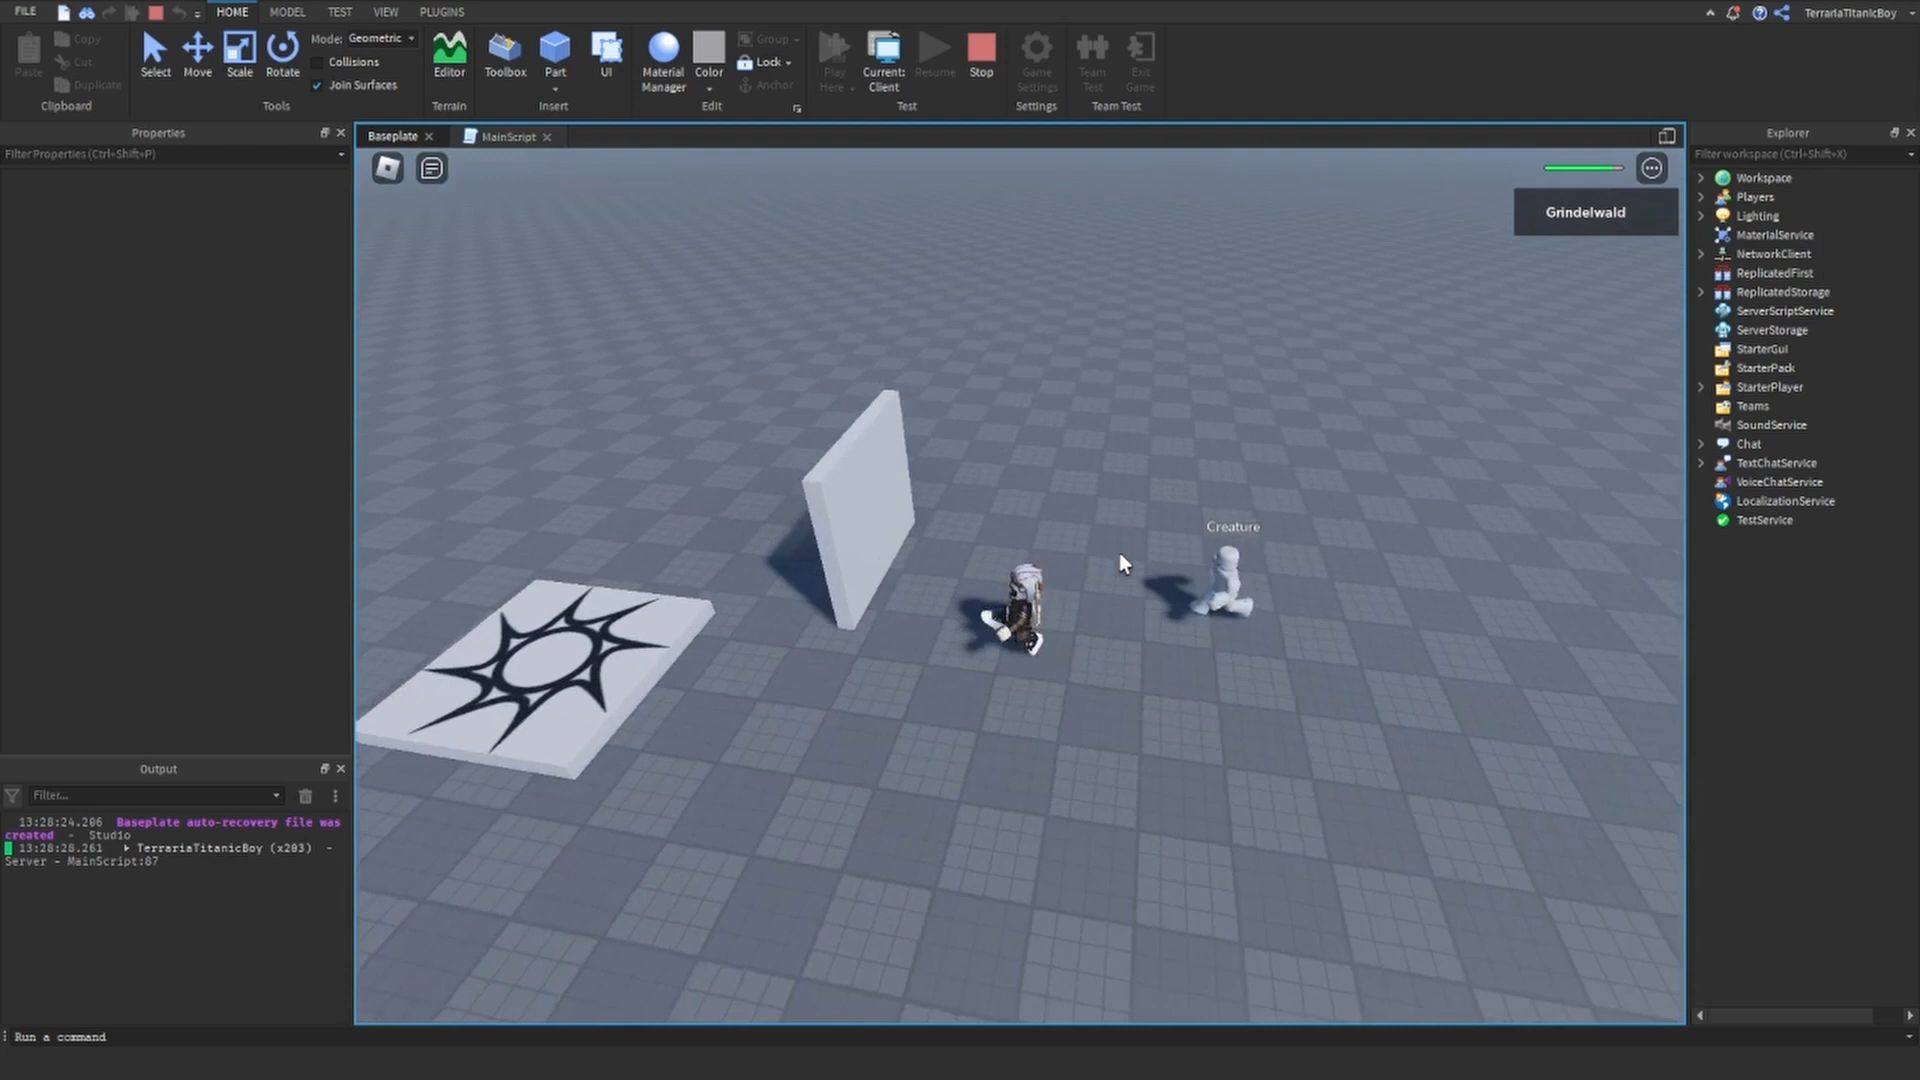 FILE
HOME
MODEL
TEST
VIEW
PLUGINS
TerrariaTitanicBoy
Paste
Copy
Cut
Duplicate
Clipboard
Select
Move
Scale
Rotate
Mode: Geometric
Collisions
Join Surfaces
Tools
Editor
Terrain
Toolbox
Part
UI
Insert
Material Manager
Color
Group
Lock
Anchor
Edit
Play Here
Current: Client
Resume
Stop
Test
Game Settings
Settings
Team Test
Exit Game
Team Test
Properties
Filter Properties (Ctrl+Shift+P)
Baseplate
MainScript
Grindelwald
Creature
Explorer
Filter workspace (Ctrl+Shift+X)
Workspace
Players
Lighting
MaterialService
NetworkClient
ReplicatedFirst
ReplicatedStorage
ServerScriptService
ServerStorage
StarterGui
StarterPack
StarterPlayer
Teams
SoundService
Chat
TextChatService
VoiceChatService
LocalizationService
TestService
Output
Filter...
13:28:24.206 Baseplate auto-recovery file was
created - Studio
13:28:28.261 TerrariaTitanicBoy (x203) -
Server - MainScript:87
Run a command